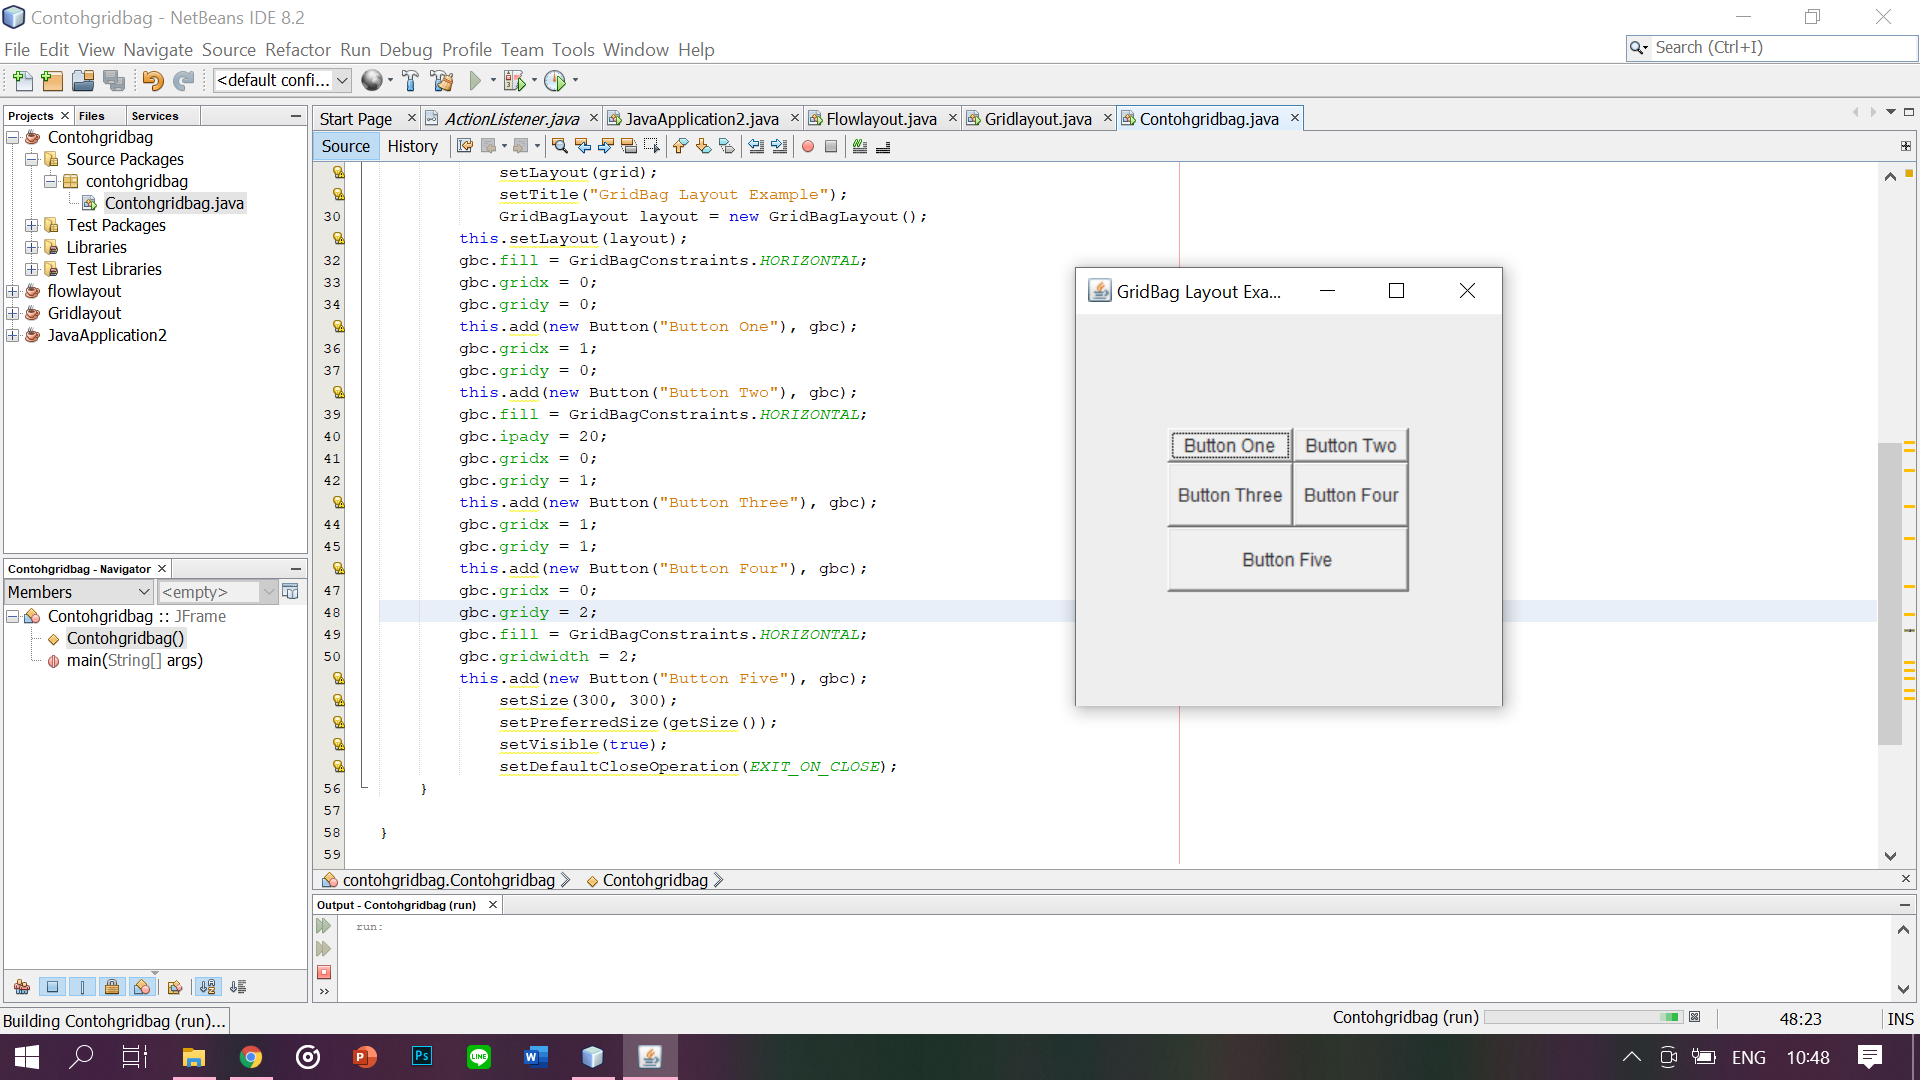 Contohgridbag - NetBeans IDE 8.2
File Edit View Navigate Source Refactor Run Debug Profile Team Tools Window Help
Search (Ctrl+I)
<default confi...
Projects Files Services
Contohgridbag
Source Packages
contohgridbag
Contohgridbag.java
Test Packages
Libraries
Test Libraries
flowlayout
Gridlayout
JavaApplication2
Start Page ActionListener.java JavaApplication2.java Flowlayout.java Gridlayout.java Contohgridbag.java
Source History
setLayout(grid);
setTitle("GridBag Layout Example");
30 GridBagLayout layout = new GridBagLayout();
this.setLayout(layout);
32 gbc.fill = GridBagConstraints.HORIZONTAL;
33 gbc.gridx = 0;
34 gbc.gridy = 0;
this.add(new Button("Button One"), gbc);
36 gbc.gridx = 1;
37 gbc.gridy = 0;
this.add(new Button("Button Two"), gbc);
39 gbc.fill = GridBagConstraints.HORIZONTAL;
40 gbc.ipady = 20;
41 gbc.gridx = 0;
42 gbc.gridy = 1;
this.add(new Button("Button Three"), gbc);
44 gbc.gridx = 1;
45 gbc.gridy = 1;
this.add(new Button("Button Four"), gbc);
47 gbc.gridx = 0;
48 gbc.gridy = 2;
49 gbc.fill = GridBagConstraints.HORIZONTAL;
50 gbc.gridwidth = 2;
this.add(new Button("Button Five"), gbc);
setSize(300, 300);
setPreferredSize(getSize());
setVisible(true);
setDefaultCloseOperation(EXIT_ON_CLOSE);
56 }
57
58 }
59
GridBag Layout Exa...
Button One Button Two
Button Three Button Four
Button Five
Contohgridbag - Navigator
Members <empty>
Contohgridbag :: JFrame
Contohgridbag()
main(String[] args)
contohgridbag.Contohgridbag Contohgridbag
Output - Contohgridbag (run)
run:
Building Contohgridbag (run)...
Contohgridbag (run)
48:23 INS
ENG 10:48